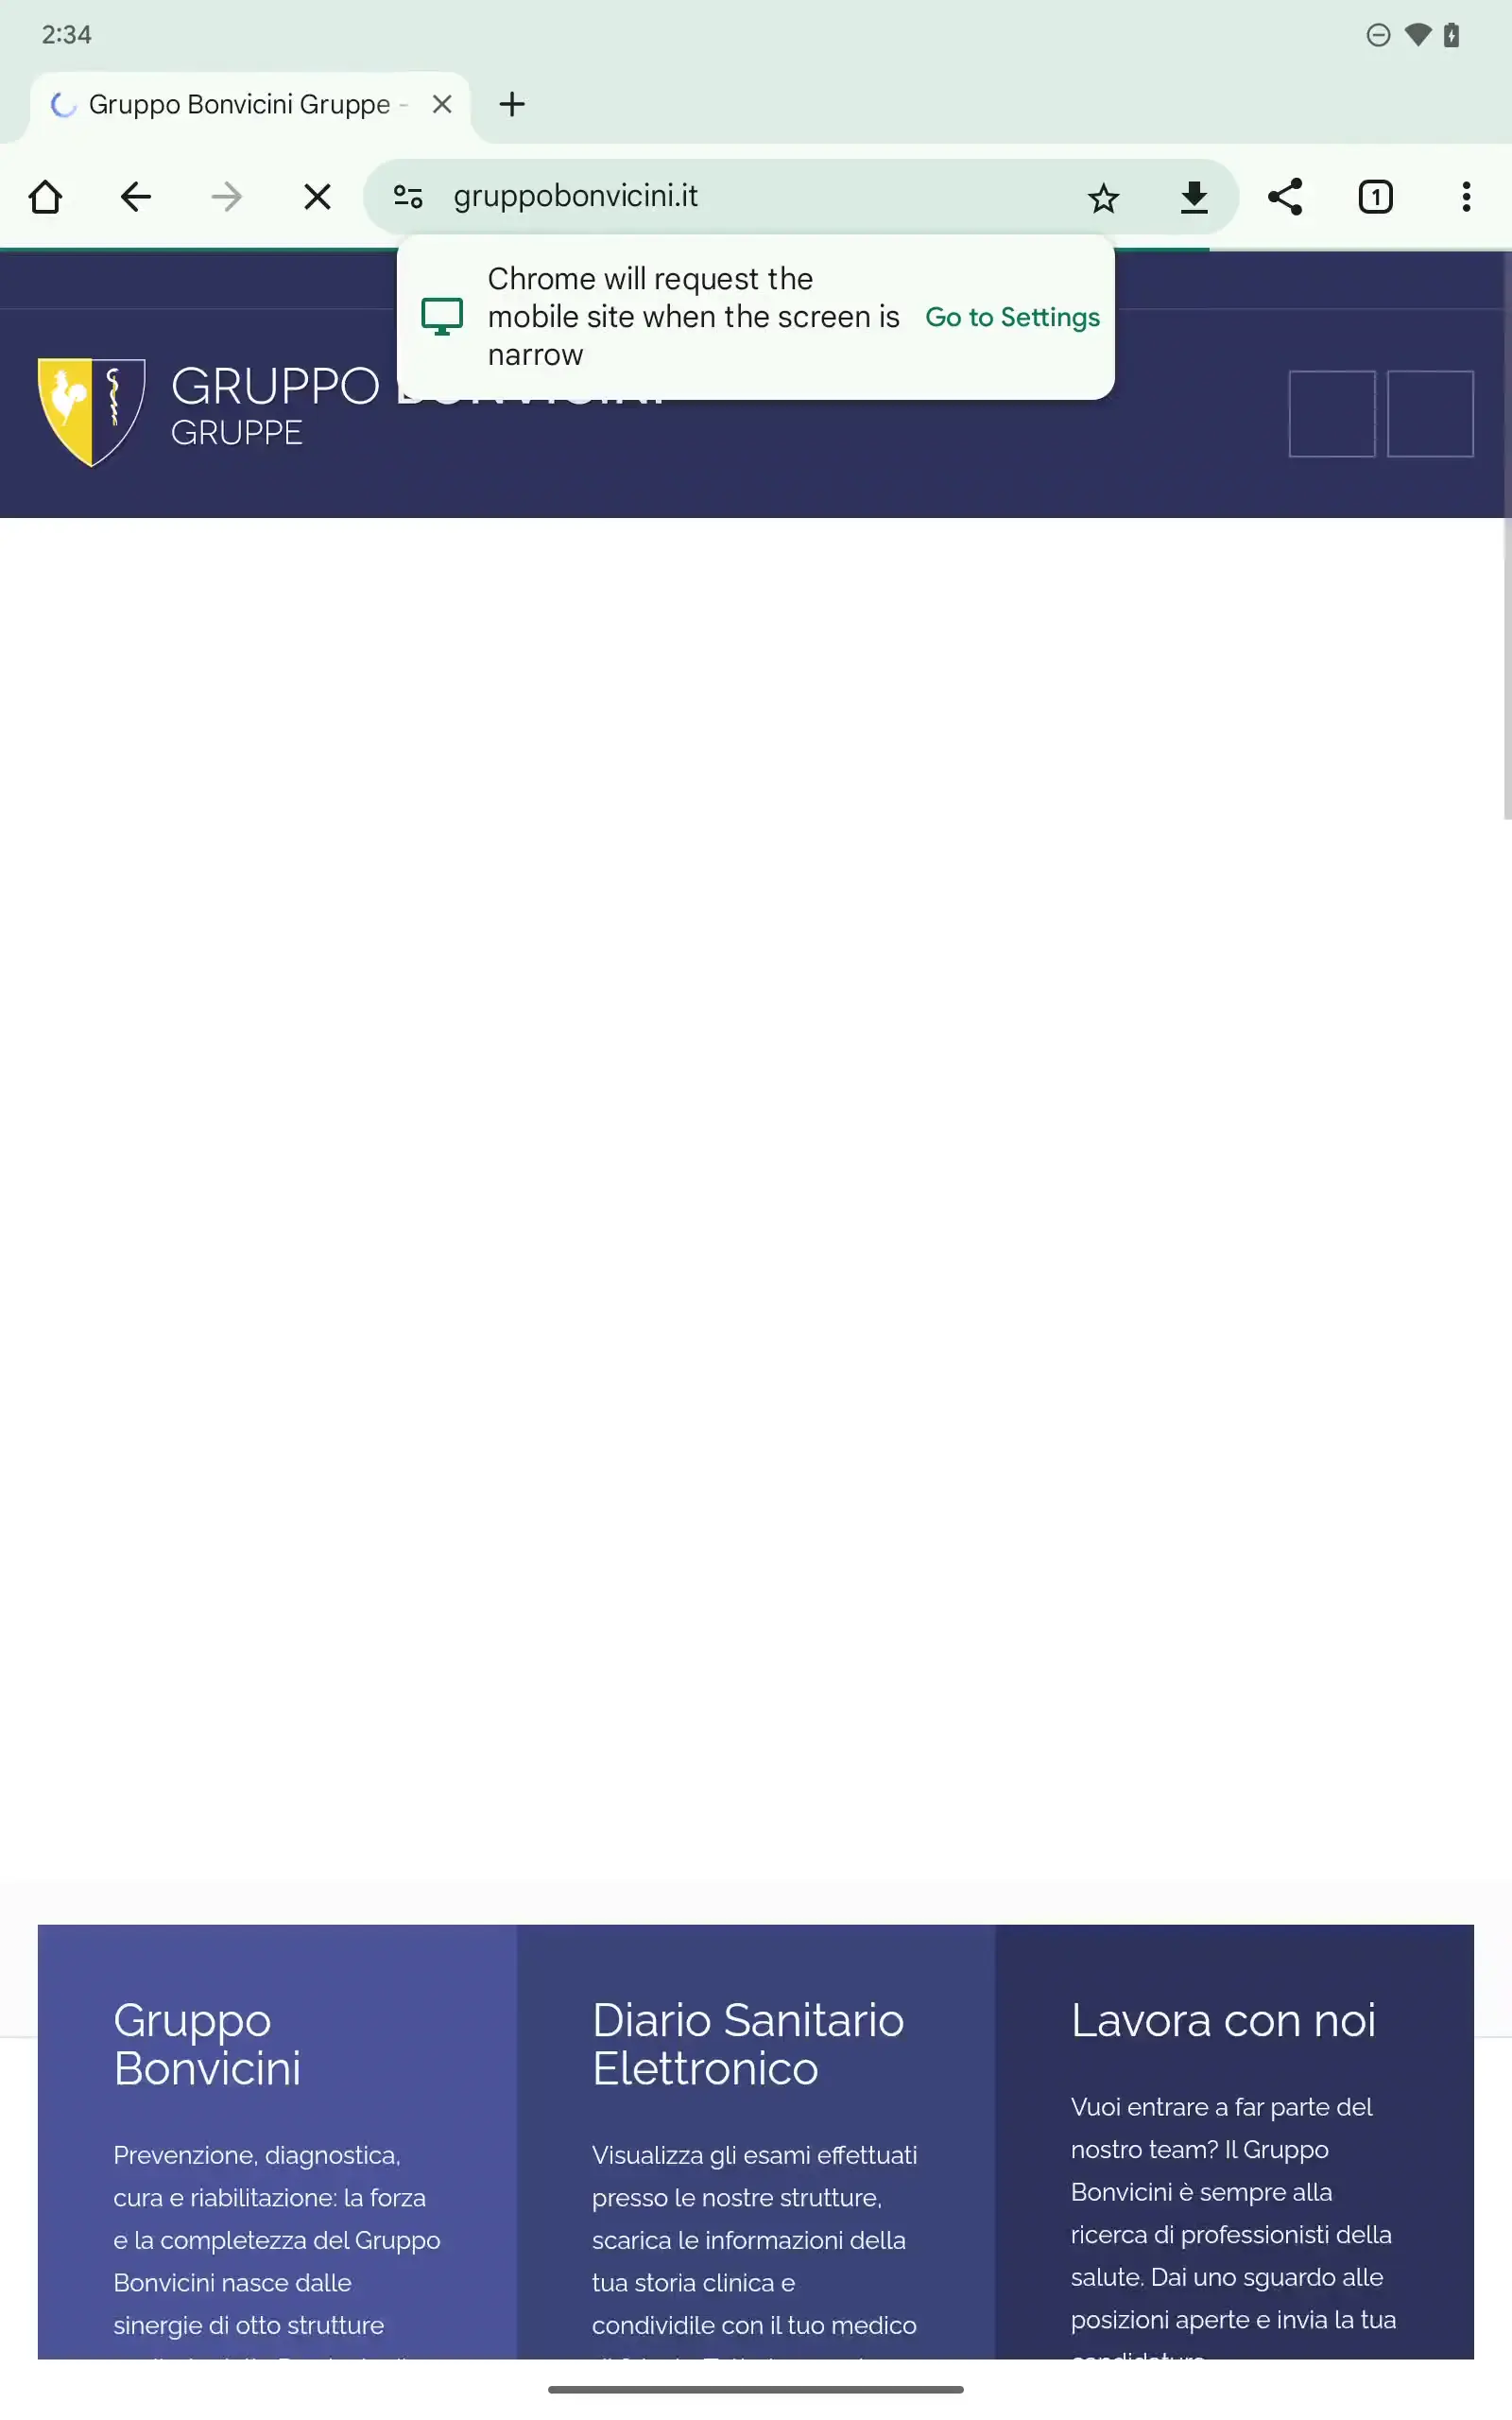 2:34
Gruppo Bonvicini Gruppe -
gruppobonvicini.it
1
Chrome will request the
mobile site when the screen is
narrow
Go to Settings
GRUPPO
GRUPPE
Gruppo
Bonvicini
Prevenzione, diagnostica,
cura e riabilitazione: la forza
e la completezza del Gruppo
Bonvicini nasce dalle
sinergie di otto strutture
Diario Sanitario
Elettronico
Visualizza gli esami effettuati
presso le nostre strutture,
scarica le informazioni della
tua storia clinica e
condividile con il tuo medico
Lavora con noi
Vuoi entrare a far parte del
nostro team? Il Gruppo
Bonvicini è sempre alla
ricerca di professionisti della
salute. Dai uno sguardo alle
posizioni aperte e invia la tua